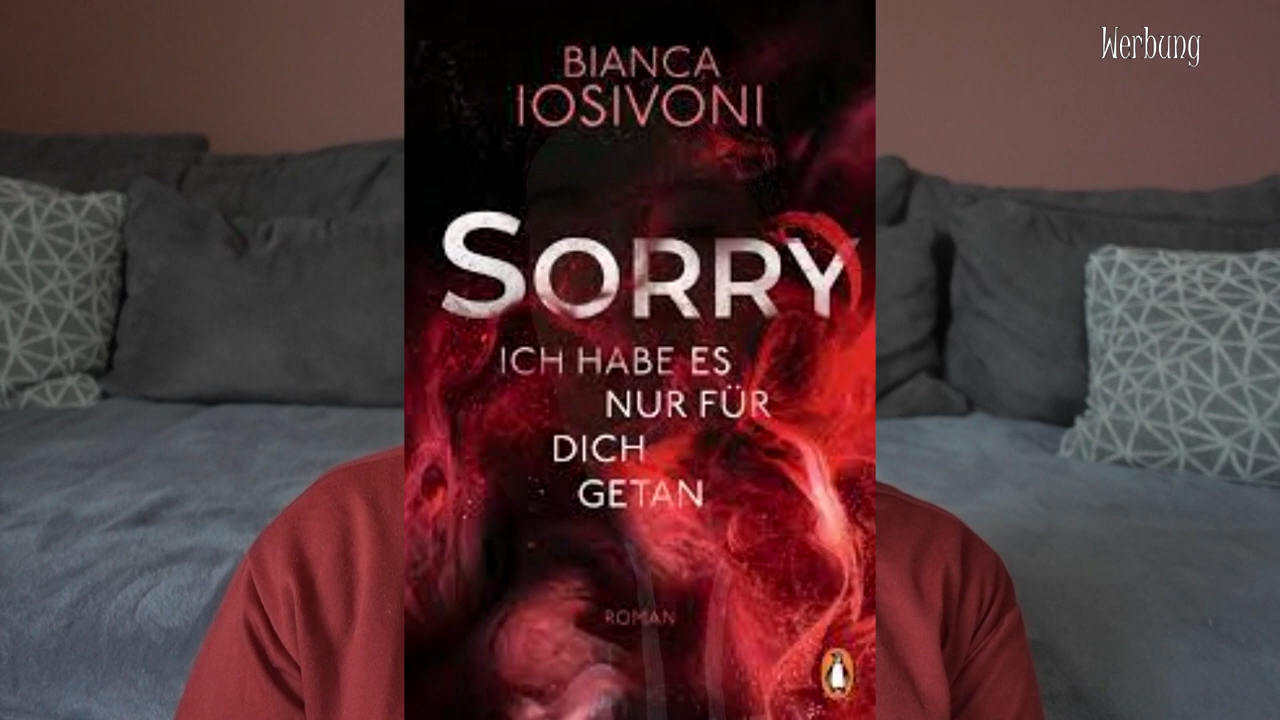 Werbung
BIANCA
IOSIVONI
SORRY
ICH HABE ES
NUR FÜR
DICH
GETAN
ROMAN